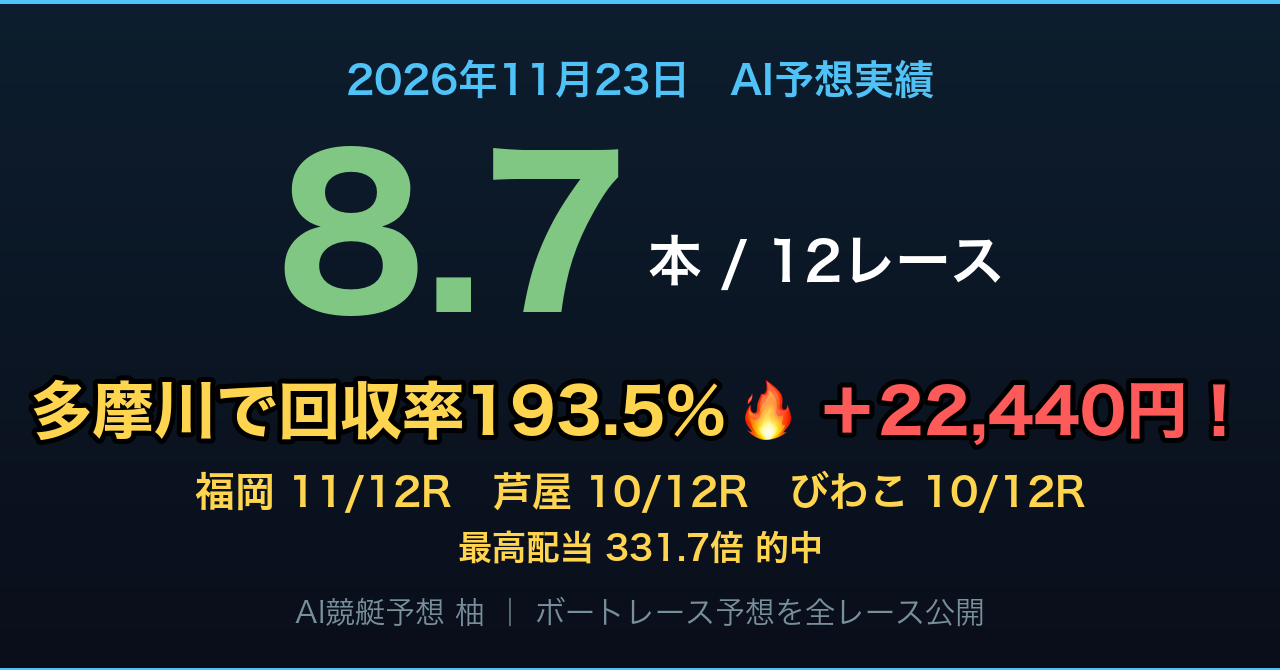 2026年11月23日　AI予想実績
8.7 本 / 12レース
多摩川で回収率193.5%🔥 +22,440円！
福岡 11/12R　芦屋 10/12R　びわこ 10/12R
最高配当 331.7倍 的中
AI競艇予想 柚 ｜ ボートレース予想を全レース公開